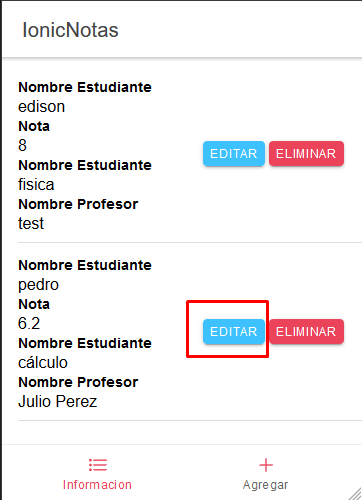 IonicNotas
Nombre Estudiante
edison
Nota
8
EDITAR ELIMINAR
Nombre Estudiante
fisica
Nombre Profesor
test
Nombre Estudiante
pedro
Nota
6.2
EDITAR ELIMINAR
Nombre Estudiante
cálculo
Nombre Profesor
Julio Perez
Informacion Agregar